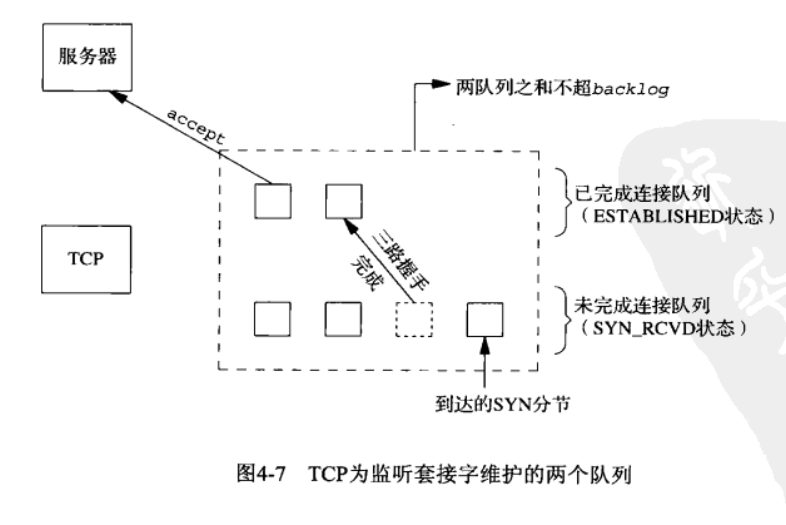 服务器
两队列之和不超backlog
accept
已完成连接队列
（ESTABLISHED状态）
TCP
三路握手
完成
未完成连接队列
（SYN_RCVD状态）
到达的SYN分节
图4-7 TCP为监听套接字维护的两个队列